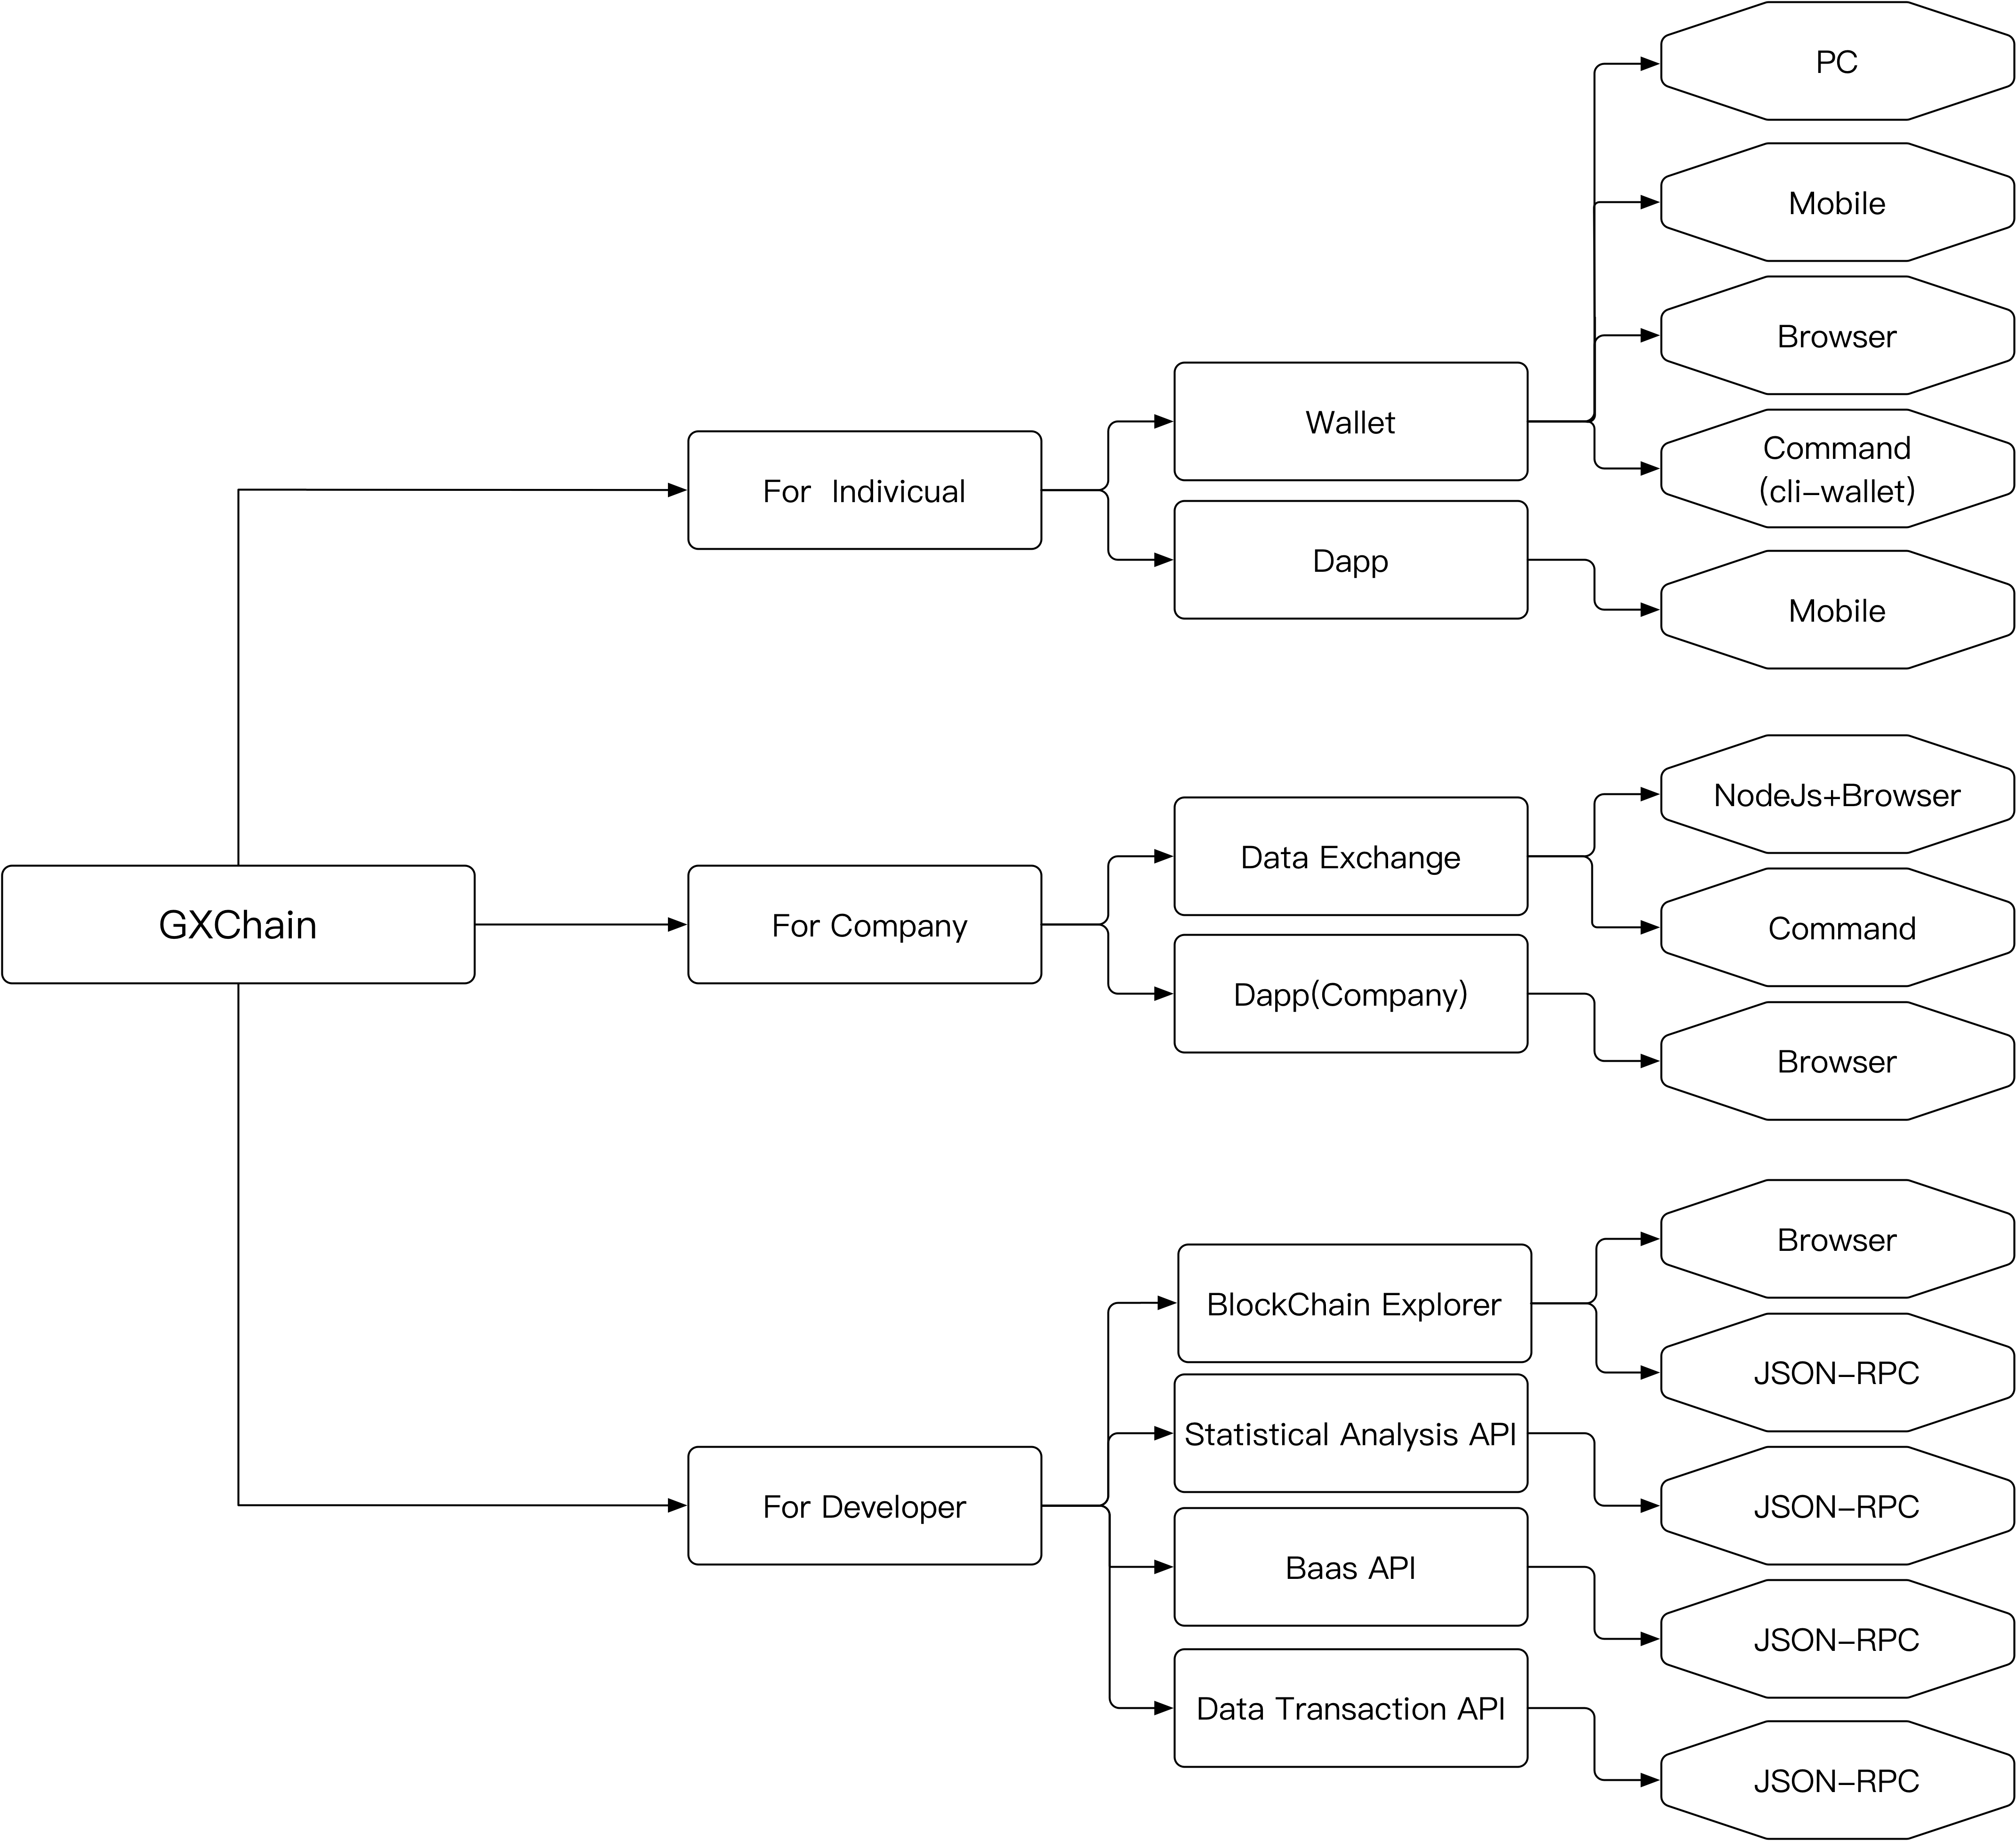 GXChain
For Indivicual
Wallet
PC
Mobile
Browser
Command
(cli-wallet)
Dapp
Mobile
For Company
Data Exchange
NodeJs+Browser
Command
Dapp(Company)
Browser
For Developer
BlockChain Explorer
Browser
JSON-RPC
Statistical Analysis API
JSON-RPC
Baas API
JSON-RPC
Data Transaction API
JSON-RPC